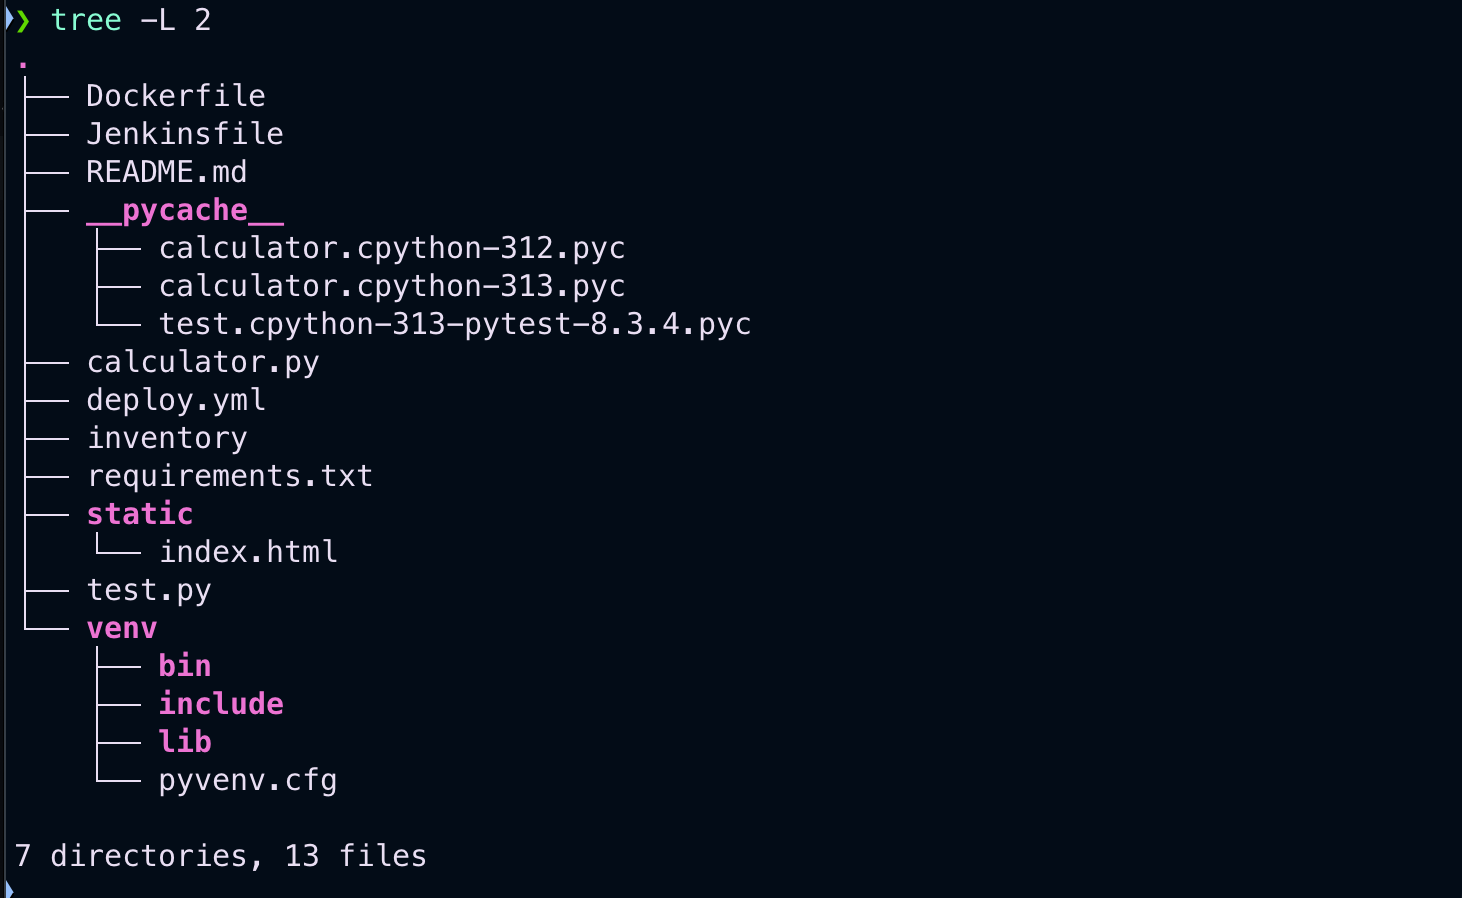 ❯ tree -L 2
.
├── Dockerfile
├── Jenkinsfile
├── README.md
├── __pycache__
│   ├── calculator.cpython-312.pyc
│   ├── calculator.cpython-313.pyc
│   └── test.cpython-313-pytest-8.3.4.pyc
├── calculator.py
├── deploy.yml
├── inventory
├── requirements.txt
├── static
│   └── index.html
├── test.py
└── venv
    ├── bin
    ├── include
    ├── lib
    └── pyvenv.cfg
7 directories, 13 files